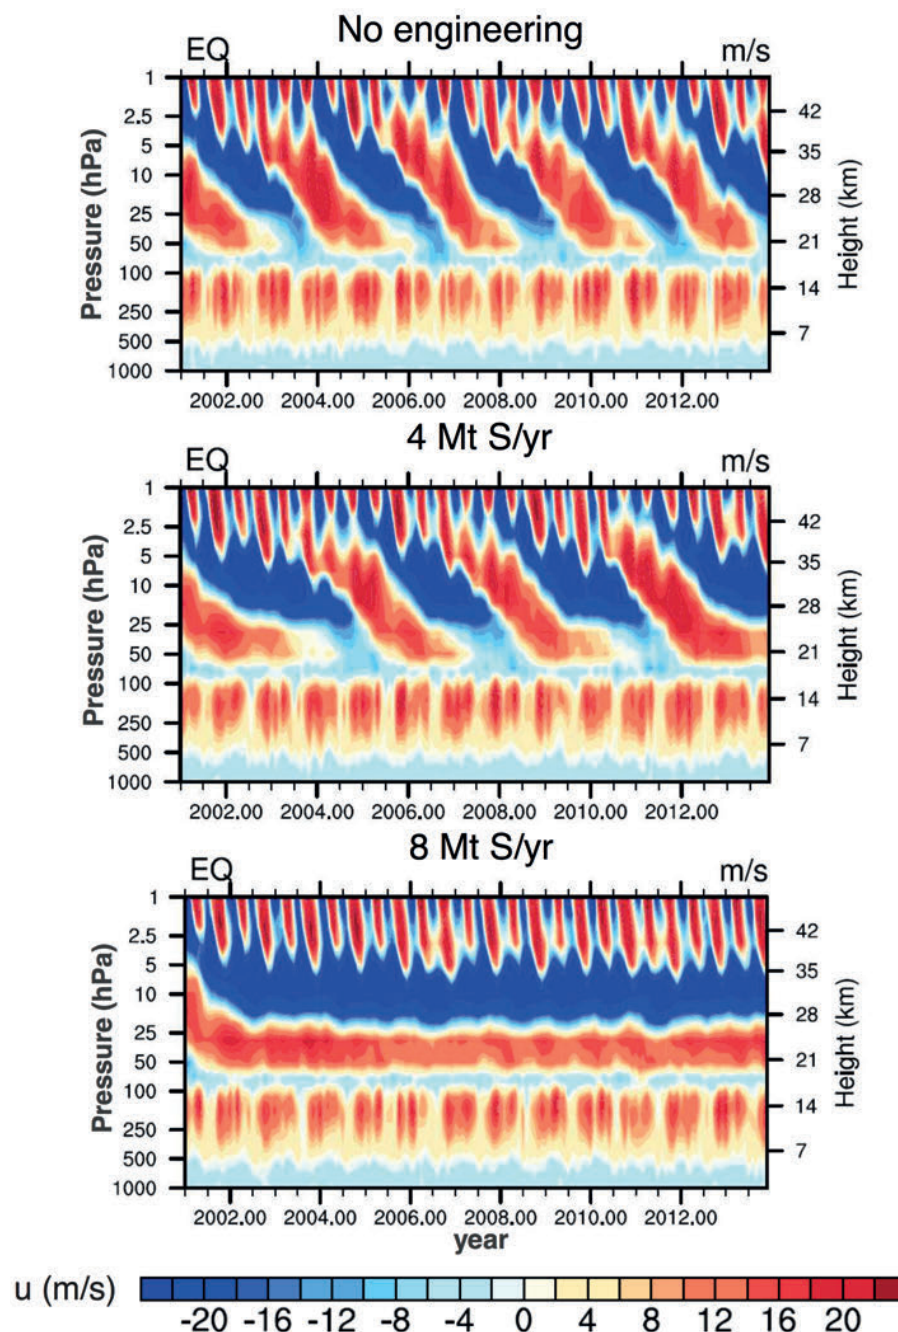 No engineering
EQ m/s
1
2.5
5
10
25
50
100
250
500
1000
Pressure (hPa)
42
35
28
21
14
7
Height (km)
2002.00 2004.00 2006.00 2008.00 2010.00 2012.00
4 Mt S/yr
EQ m/s
1
2.5
5
10
25
50
100
250
500
1000
Pressure (hPa)
42
35
28
21
14
7
Height (km)
2002.00 2004.00 2006.00 2008.00 2010.00 2012.00
8 Mt S/yr
EQ m/s
1
2.5
5
10
25
50
100
250
500
1000
Pressure (hPa)
42
35
28
21
14
7
Height (km)
2002.00 2004.00 2006.00 2008.00 2010.00 2012.00
year
u (m/s)
-20 -16 -12 -8 -4 0 4 8 12 16 20